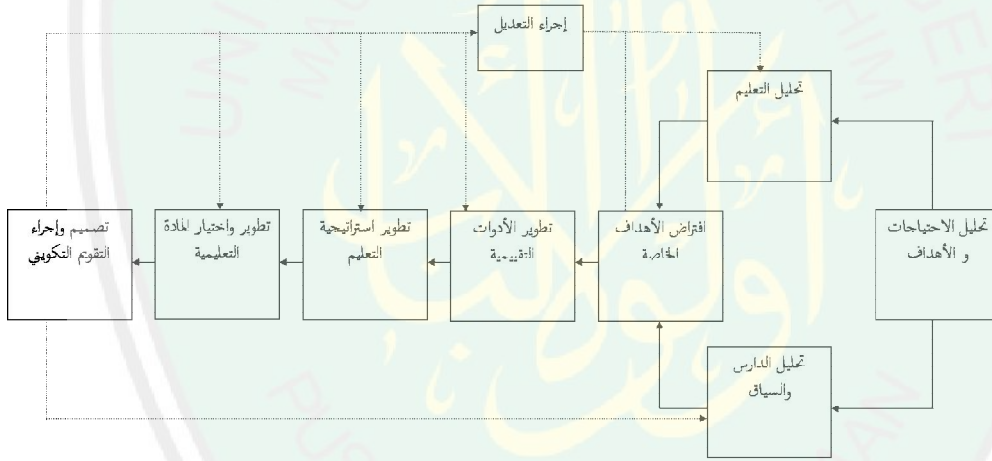 إجراء التعديل
تحليل التعليم
تحليل الاحتياجات
و الأهداف
افتراض الأهداف
الخاصة
تطوير الأدوات
التقييمية
تطوير استراتيجية
التعليم
تطوير واختيار المادة
التعليمية
تصميم وإجراء
التقويم التكويني
تحليل الدارس
والسياق